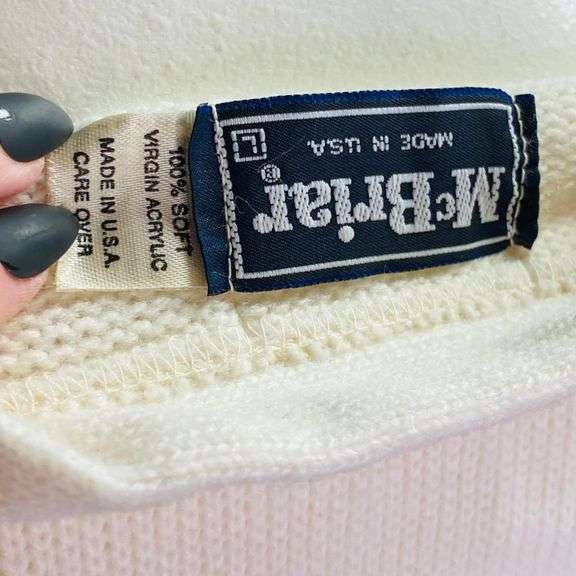 McBriar®
MADE IN U.S.A.
L
100% SOFT
VIRGIN ACRYLIC
MADE IN U.S.A.
CARE OVER